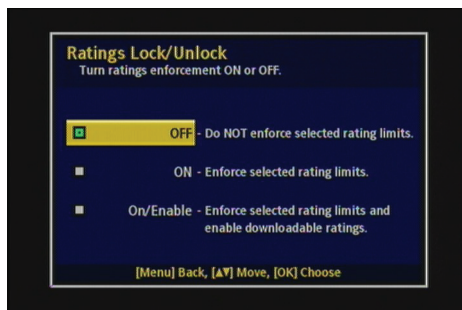 Ratings Lock/Unlock
Turn ratings enforcement ON or OFF.
OFF - Do NOT enforce selected rating limits.
ON - Enforce selected rating limits.
On/Enable - Enforce selected rating limits and
enable downloadable ratings.
[Menu] Back, [▲▼] Move, [OK] Choose